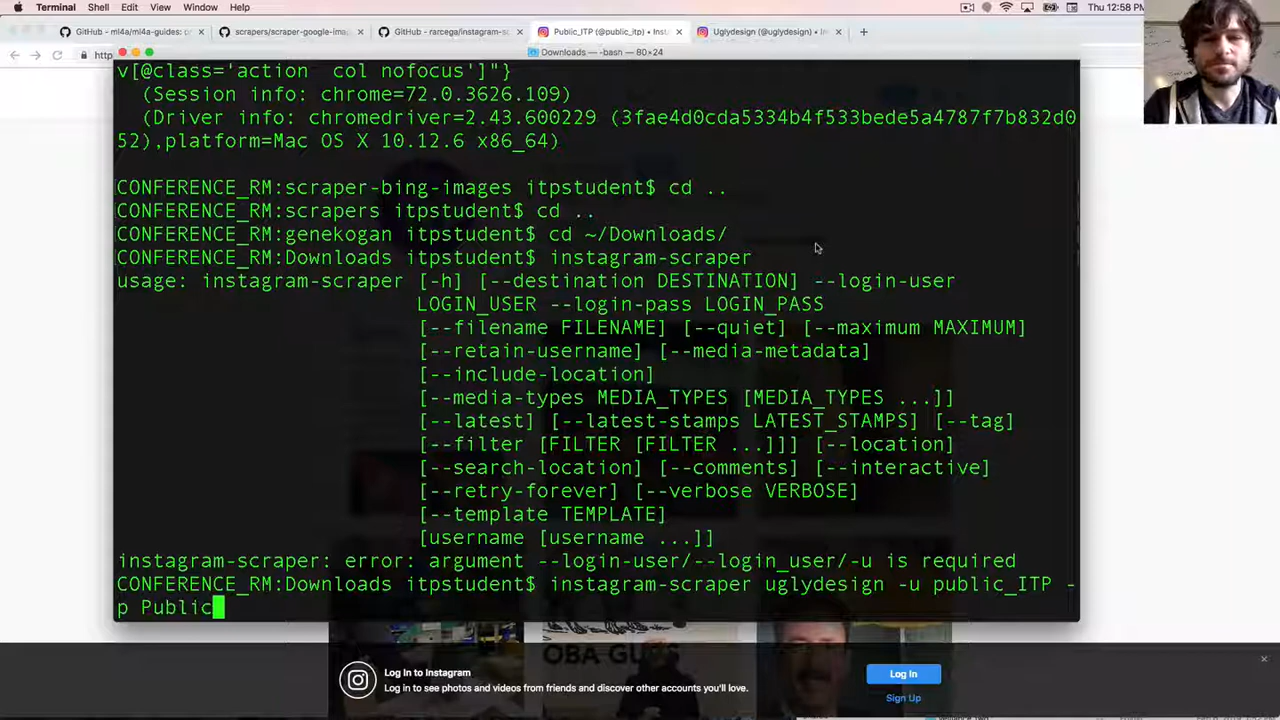 Terminal Shell Edit View Window Help
Thu 12:58 PM
GitHub - ml4a/ml4a-guides: pr
scrapers/scraper-google-ima
GitHub - rarcega/instagram-sc
Public_ITP (@public_itp) • Inst
Uglydesign (@uglydesign) • In
http
Downloads — -bash — 80×24
v[@class='action  col nofocus']"}
(Session info: chrome=72.0.3626.109)
(Driver info: chromedriver=2.43.600229 (3fae4d0cda5334b4f533bede5a4787f7b832d0
52),platform=Mac OS X 10.12.6 x86_64)
CONFERENCE_RM:scraper-bing-images itpstudent$ cd ..
CONFERENCE_RM:scrapers itpstudent$ cd ..
CONFERENCE_RM:genekogan itpstudent$ cd ~/Downloads/
CONFERENCE_RM:Downloads itpstudent$ instagram-scraper
usage: instagram-scraper [-h] [--destination DESTINATION] --login-user
LOGIN_USER --login-pass LOGIN_PASS
[--filename FILENAME] [--quiet] [--maximum MAXIMUM]
[--retain-username] [--media-metadata]
[--include-location]
[--media-types MEDIA_TYPES [MEDIA_TYPES ...]]
[--latest] [--latest-stamps LATEST_STAMPS] [--tag]
[--filter [FILTER [FILTER ...]]] [--location]
[--search-location] [--comments] [--interactive]
[--retry-forever] [--verbose VERBOSE]
[--template TEMPLATE]
[username [username ...]]
instagram-scraper: error: argument --login-user/--login_user/-u is required
CONFERENCE_RM:Downloads itpstudent$ instagram-scraper uglydesign -u public_ITP -
p Public
OBA GUNS
Log In to Instagram
Log in to see photos and videos from friends and discover other accounts you'll love.
Log In
Sign Up